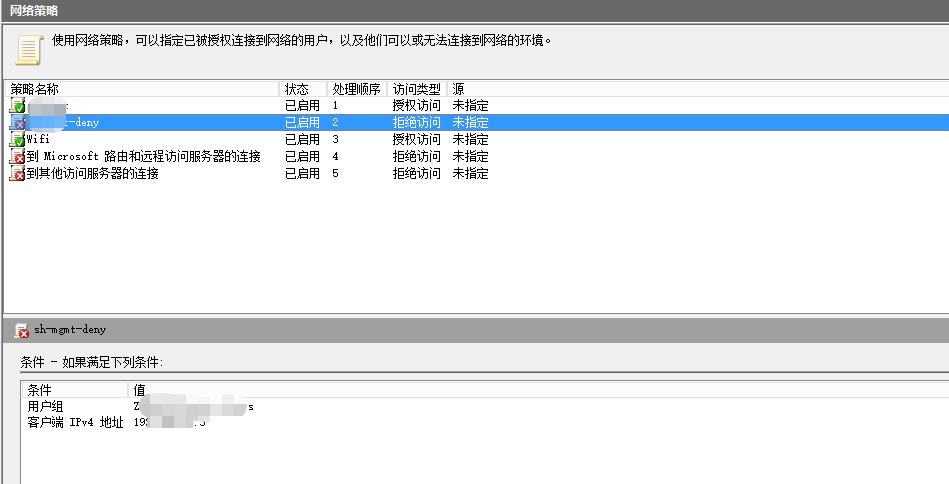 网络策略
使用网络策略，可以指定已被授权连接到网络的用户，以及他们可以或无法连接到网络的环境。
策略名称 状态 处理顺序 访问类型 源
已启用 1 授权访问 未指定
-deny 已启用 2 拒绝访问 未指定
Wifi 已启用 3 授权访问 未指定
到 Microsoft 路由和远程访问服务器的连接 已启用 4 拒绝访问 未指定
到其他访问服务器的连接 已启用 5 拒绝访问 未指定
sh-mgmt-deny
条件 - 如果满足下列条件:
条件 值
用户组
客户端 IPv4 地址